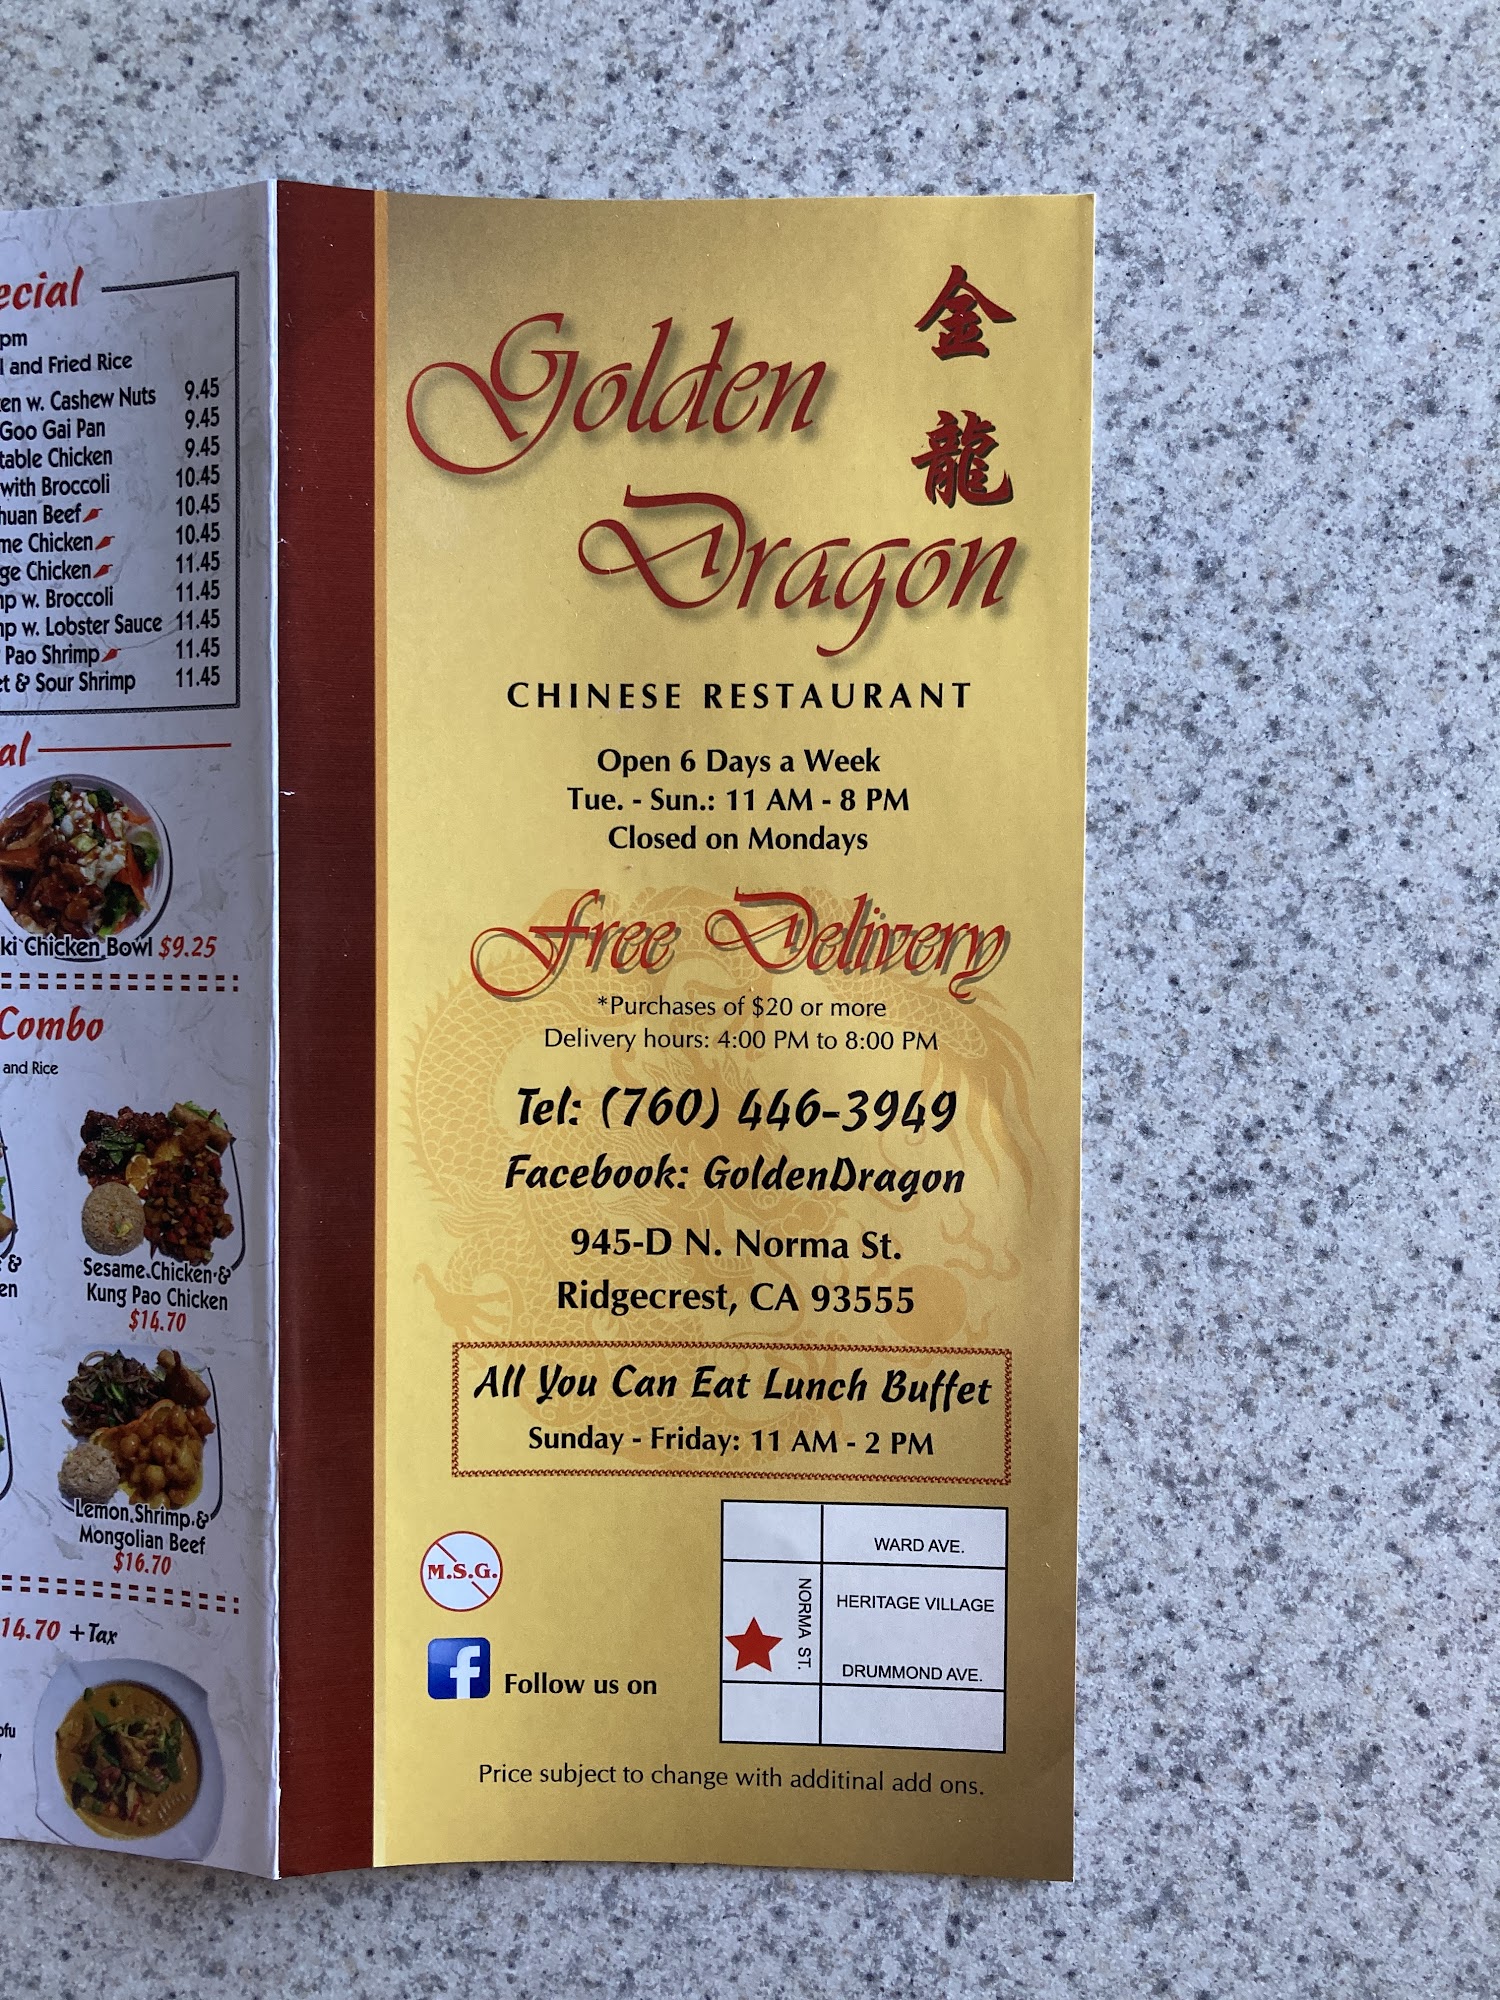 ecial
pm
l and Fried Rice
w. Cashew Nuts 9.45
Goo Gai Pan 9.45
table Chicken 9.45
with Broccoli 10.45
huan Beef 10.45
me Chicken 10.45
ge Chicken 11.45
w. Broccoli 11.45
w. Lobster Sauce 11.45
Pao Shrimp 11.45
& Sour Shrimp 11.45
al
ki Chicken Bowl $9.25
Combo
and Rice
&
en
Sesame Chicken &
Kung Pao Chicken
$14.70
Lemon Shrimp &
Mongolian Beef
$16.70
14.70 +Tax
ofu
金
龍
Golden
Dragon
CHINESE RESTAURANT
Open 6 Days a Week
Tue. - Sun.: 11 AM - 8 PM
Closed on Mondays
Free Delivery
*Purchases of $20 or more
Delivery hours: 4:00 PM to 8:00 PM
Tel: (760) 446-3949
Facebook: GoldenDragon
945-D N. Norma St.
Ridgecrest, CA 93555
All You Can Eat Lunch Buffet
Sunday - Friday: 11 AM - 2 PM
M.S.G.
f Follow us on
WARD AVE.
NORMA ST.
HERITAGE VILLAGE
DRUMMOND AVE.
Price subject to change with additinal add ons.